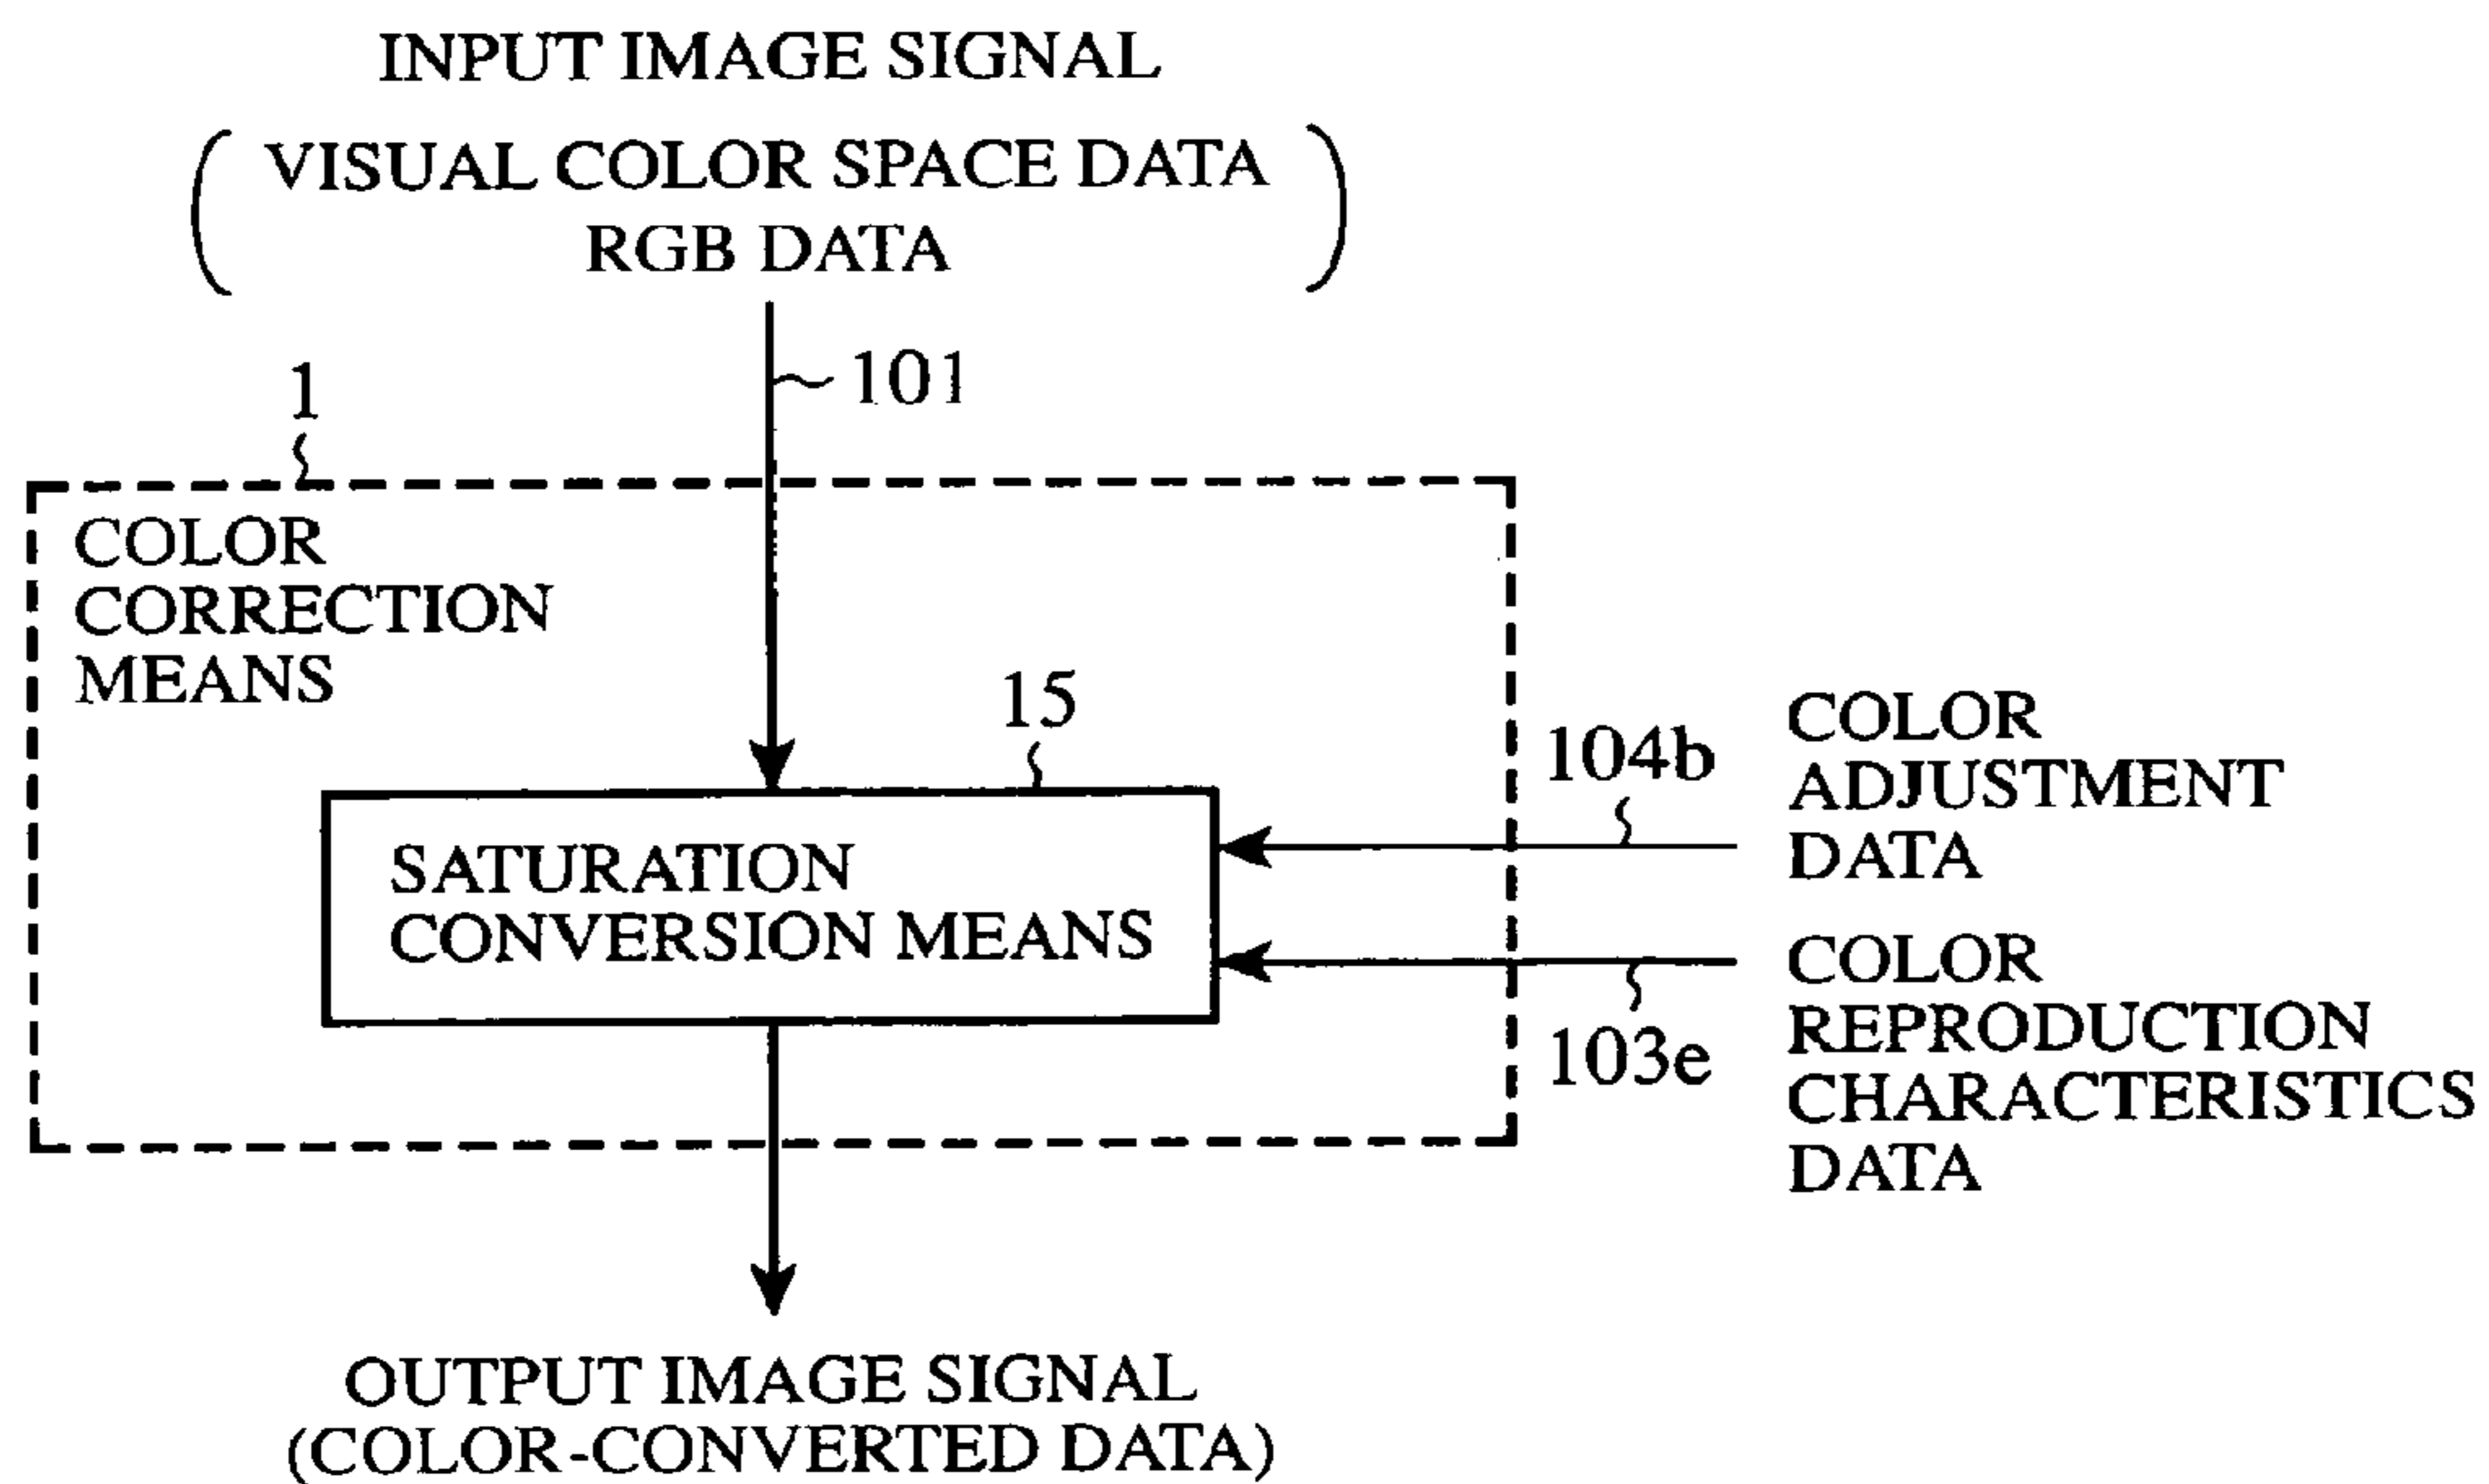 INPUT IMAGE SIGNAL
VISUAL COLOR SPACE DATA
RGB DATA
101
1
COLOR
CORRECTION
MEANS
15
SATURATION
CONVERSION MEANS
104b
COLOR
ADJUSTMENT
DATA
103e
COLOR
REPRODUCTION
CHARACTERISTICS
DATA
OUTPUT IMAGE SIGNAL
(COLOR-CONVERTED DATA)